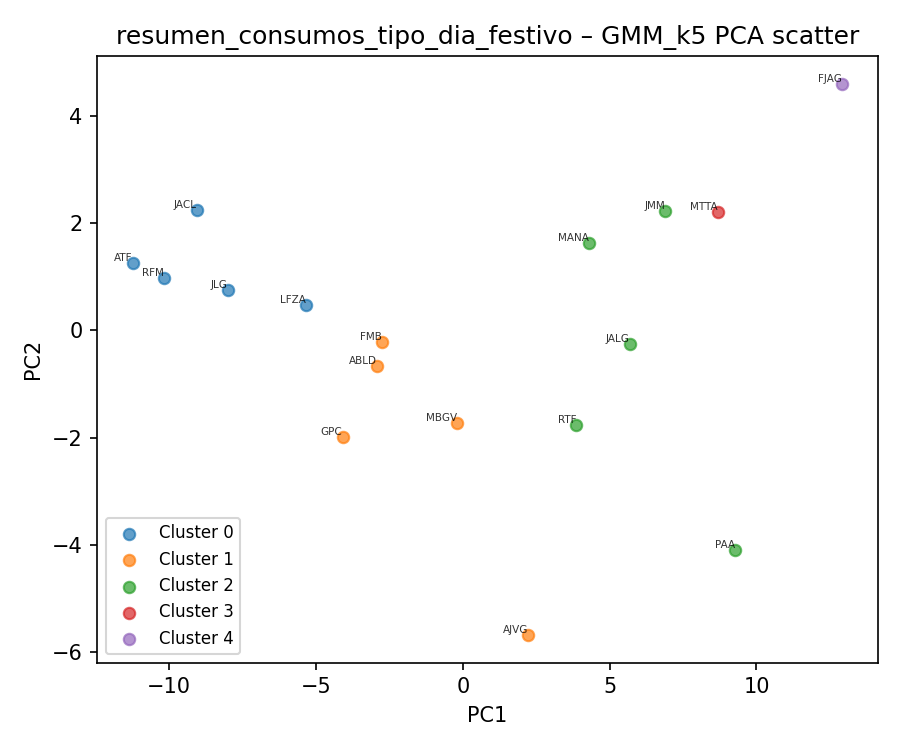 resumen_consumos_tipo_dia_festivo – GMM_k5 PCA scatter
FJAG
4
JACL
JMM
MTTA
2
MANA
ATF
RFM
JLG
LFZA
0
FMB
JALG
ABLD
MBGV
RTF
GPC
−2
PAA
−4
AJVG
−6
PC2
Cluster 0
Cluster 1
Cluster 2
Cluster 3
Cluster 4
−10
−5
0
5
10
PC1